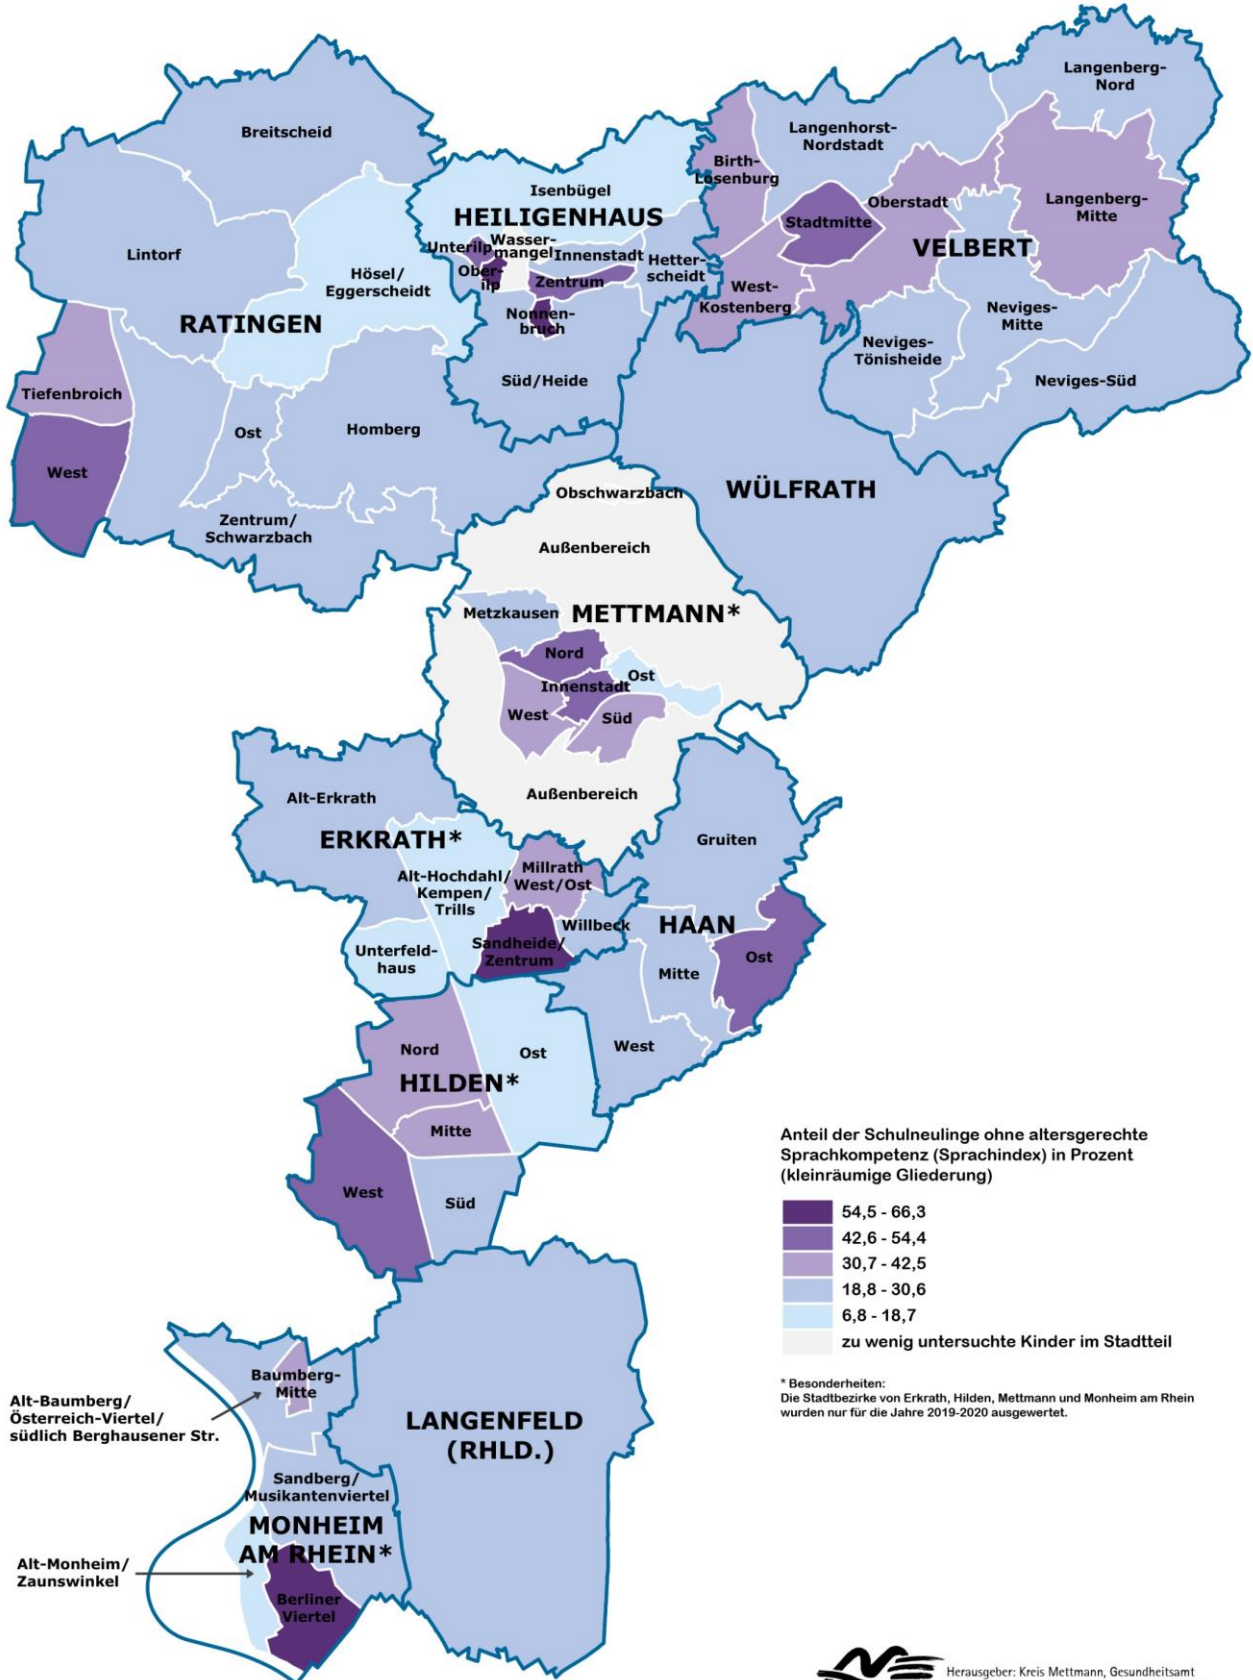 Langenberg-
Nord
Breitscheid
Langenhorst-
Nordstadt
Birth-
Losenburg
Isenbügel
HEILIGENHAUS
Oberstadt
Langenberg-
Mitte
Stadtmitte
VELBERT
Unterilp
Wasser-
mangel
Innenstadt
Hetter-
scheidt
Lintorf
Hösel/
Eggerscheidt
Ober-
ilp
Zentrum
West-
Kostenberg
RATINGEN
Nonnen-
bruch
Neviges-
Mitte
Neviges-
Tönisheide
Süd/Heide
Neviges-Süd
Tiefenbroich
Ost
Homberg
West
WÜLFRATH
Obschwarzbach
Zentrum/
Schwarzbach
Außenbereich
Metzkausen
METTMANN*
Nord
Ost
Innenstadt
West
Süd
Außenbereich
Alt-Erkrath
ERKRATH*
Gruiten
Alt-Hochdahl/
Kempen/
Trills
Millrath
West/Ost
Willbeck
HAAN
Unterfeld-
haus
Sandheide/
Zentrum
Mitte
Ost
Nord
Ost
West
HILDEN*
Mitte
West
Süd
Anteil der Schulneulinge ohne altersgerechte
Sprachkompetenz (Sprachindex) in Prozent
(kleinräumige Gliederung)
54,5 - 66,3
42,6 - 54,4
30,7 - 42,5
18,8 - 30,6
6,8 - 18,7
zu wenig untersuchte Kinder im Stadtteil
* Besonderheiten:
Die Stadtbezirke von Erkrath, Hilden, Mettmann und Monheim am Rhein
wurden nur für die Jahre 2019-2020 ausgewertet.
Baumberg-
Mitte
Alt-Baumberg/
Österreich-Viertel/
südlich Berghausener Str.
LANGENFELD
(RHLD.)
Sandberg/
Musikantenviertel
MONHEIM
AM RHEIN*
Alt-Monheim/
Zaunswinkel
Berliner
Viertel
Herausgeber: Kreis Mettmann, Gesundheitsamt